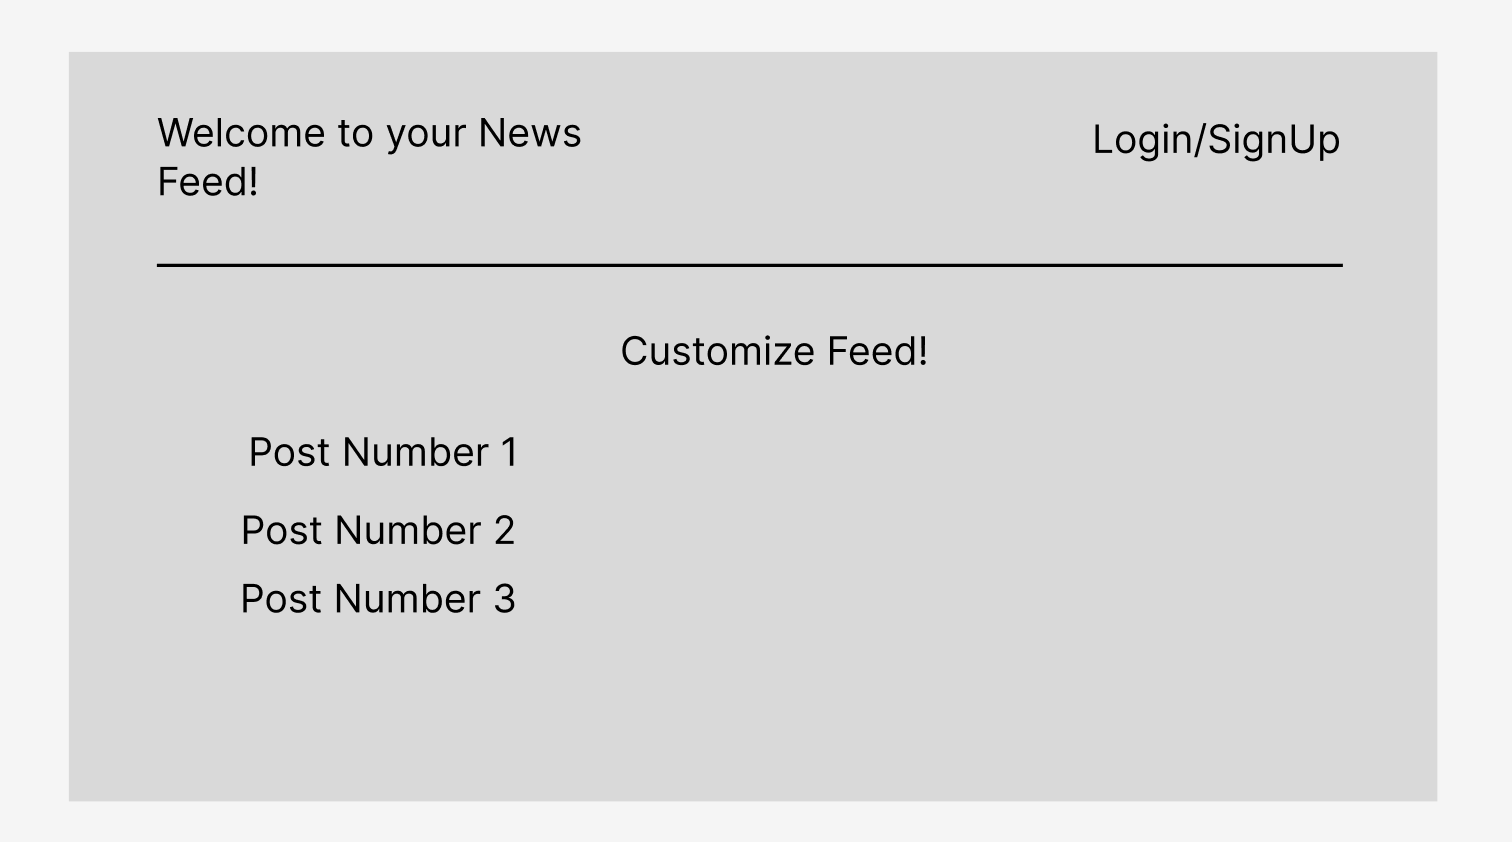 Welcome to your News
Feed!
Login/SignUp
Customize Feed!
Post Number 1
Post Number 2
Post Number 3